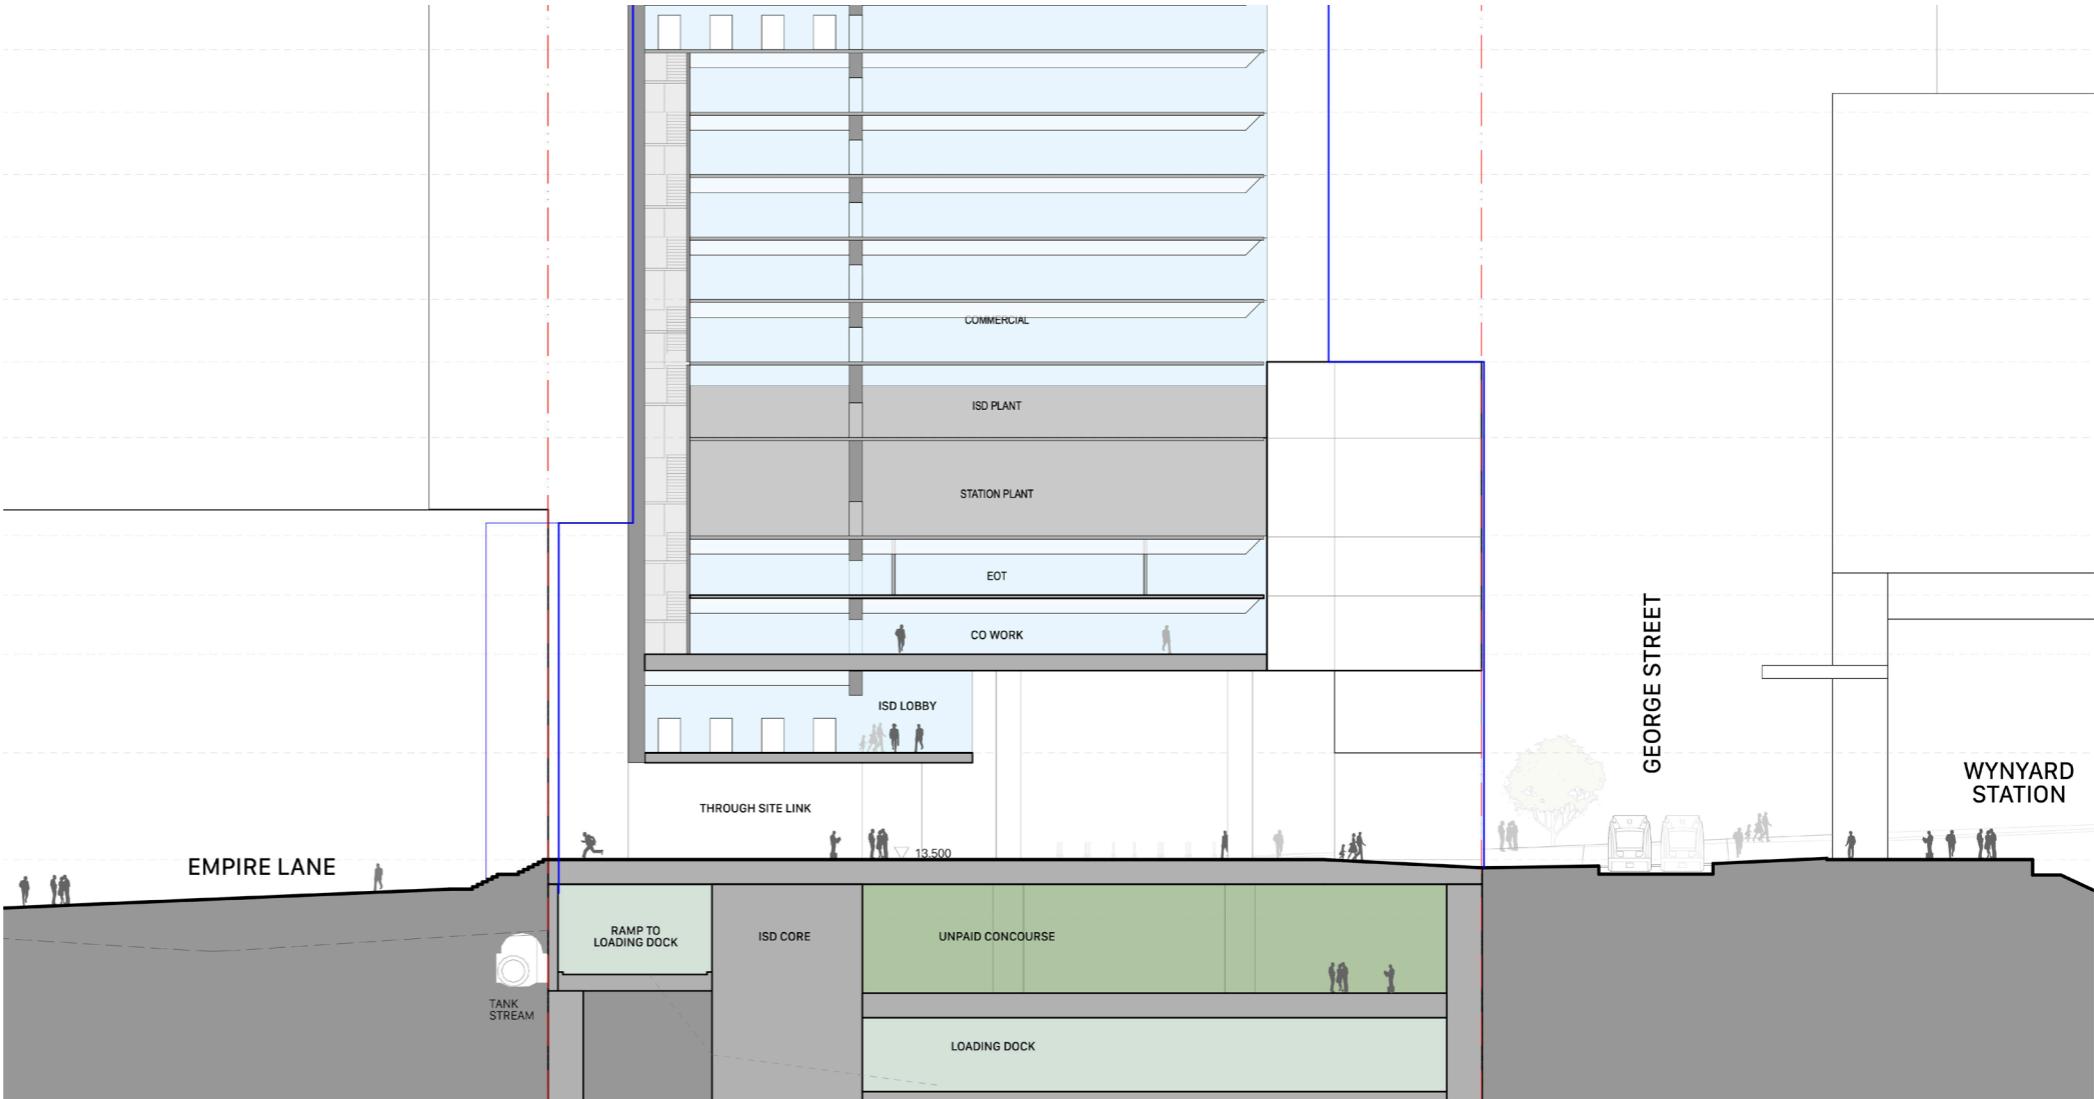 COMMERCIAL
ISD PLANT
STATION PLANT
EOT
CO WORK
ISD LOBBY
GEORGE STREET
WYNYARD
STATION
THROUGH SITE LINK
13.500
EMPIRE LANE
RAMP TO
LOADING DOCK
ISD CORE
UNPAID CONCOURSE
TANK
STREAM
LOADING DOCK